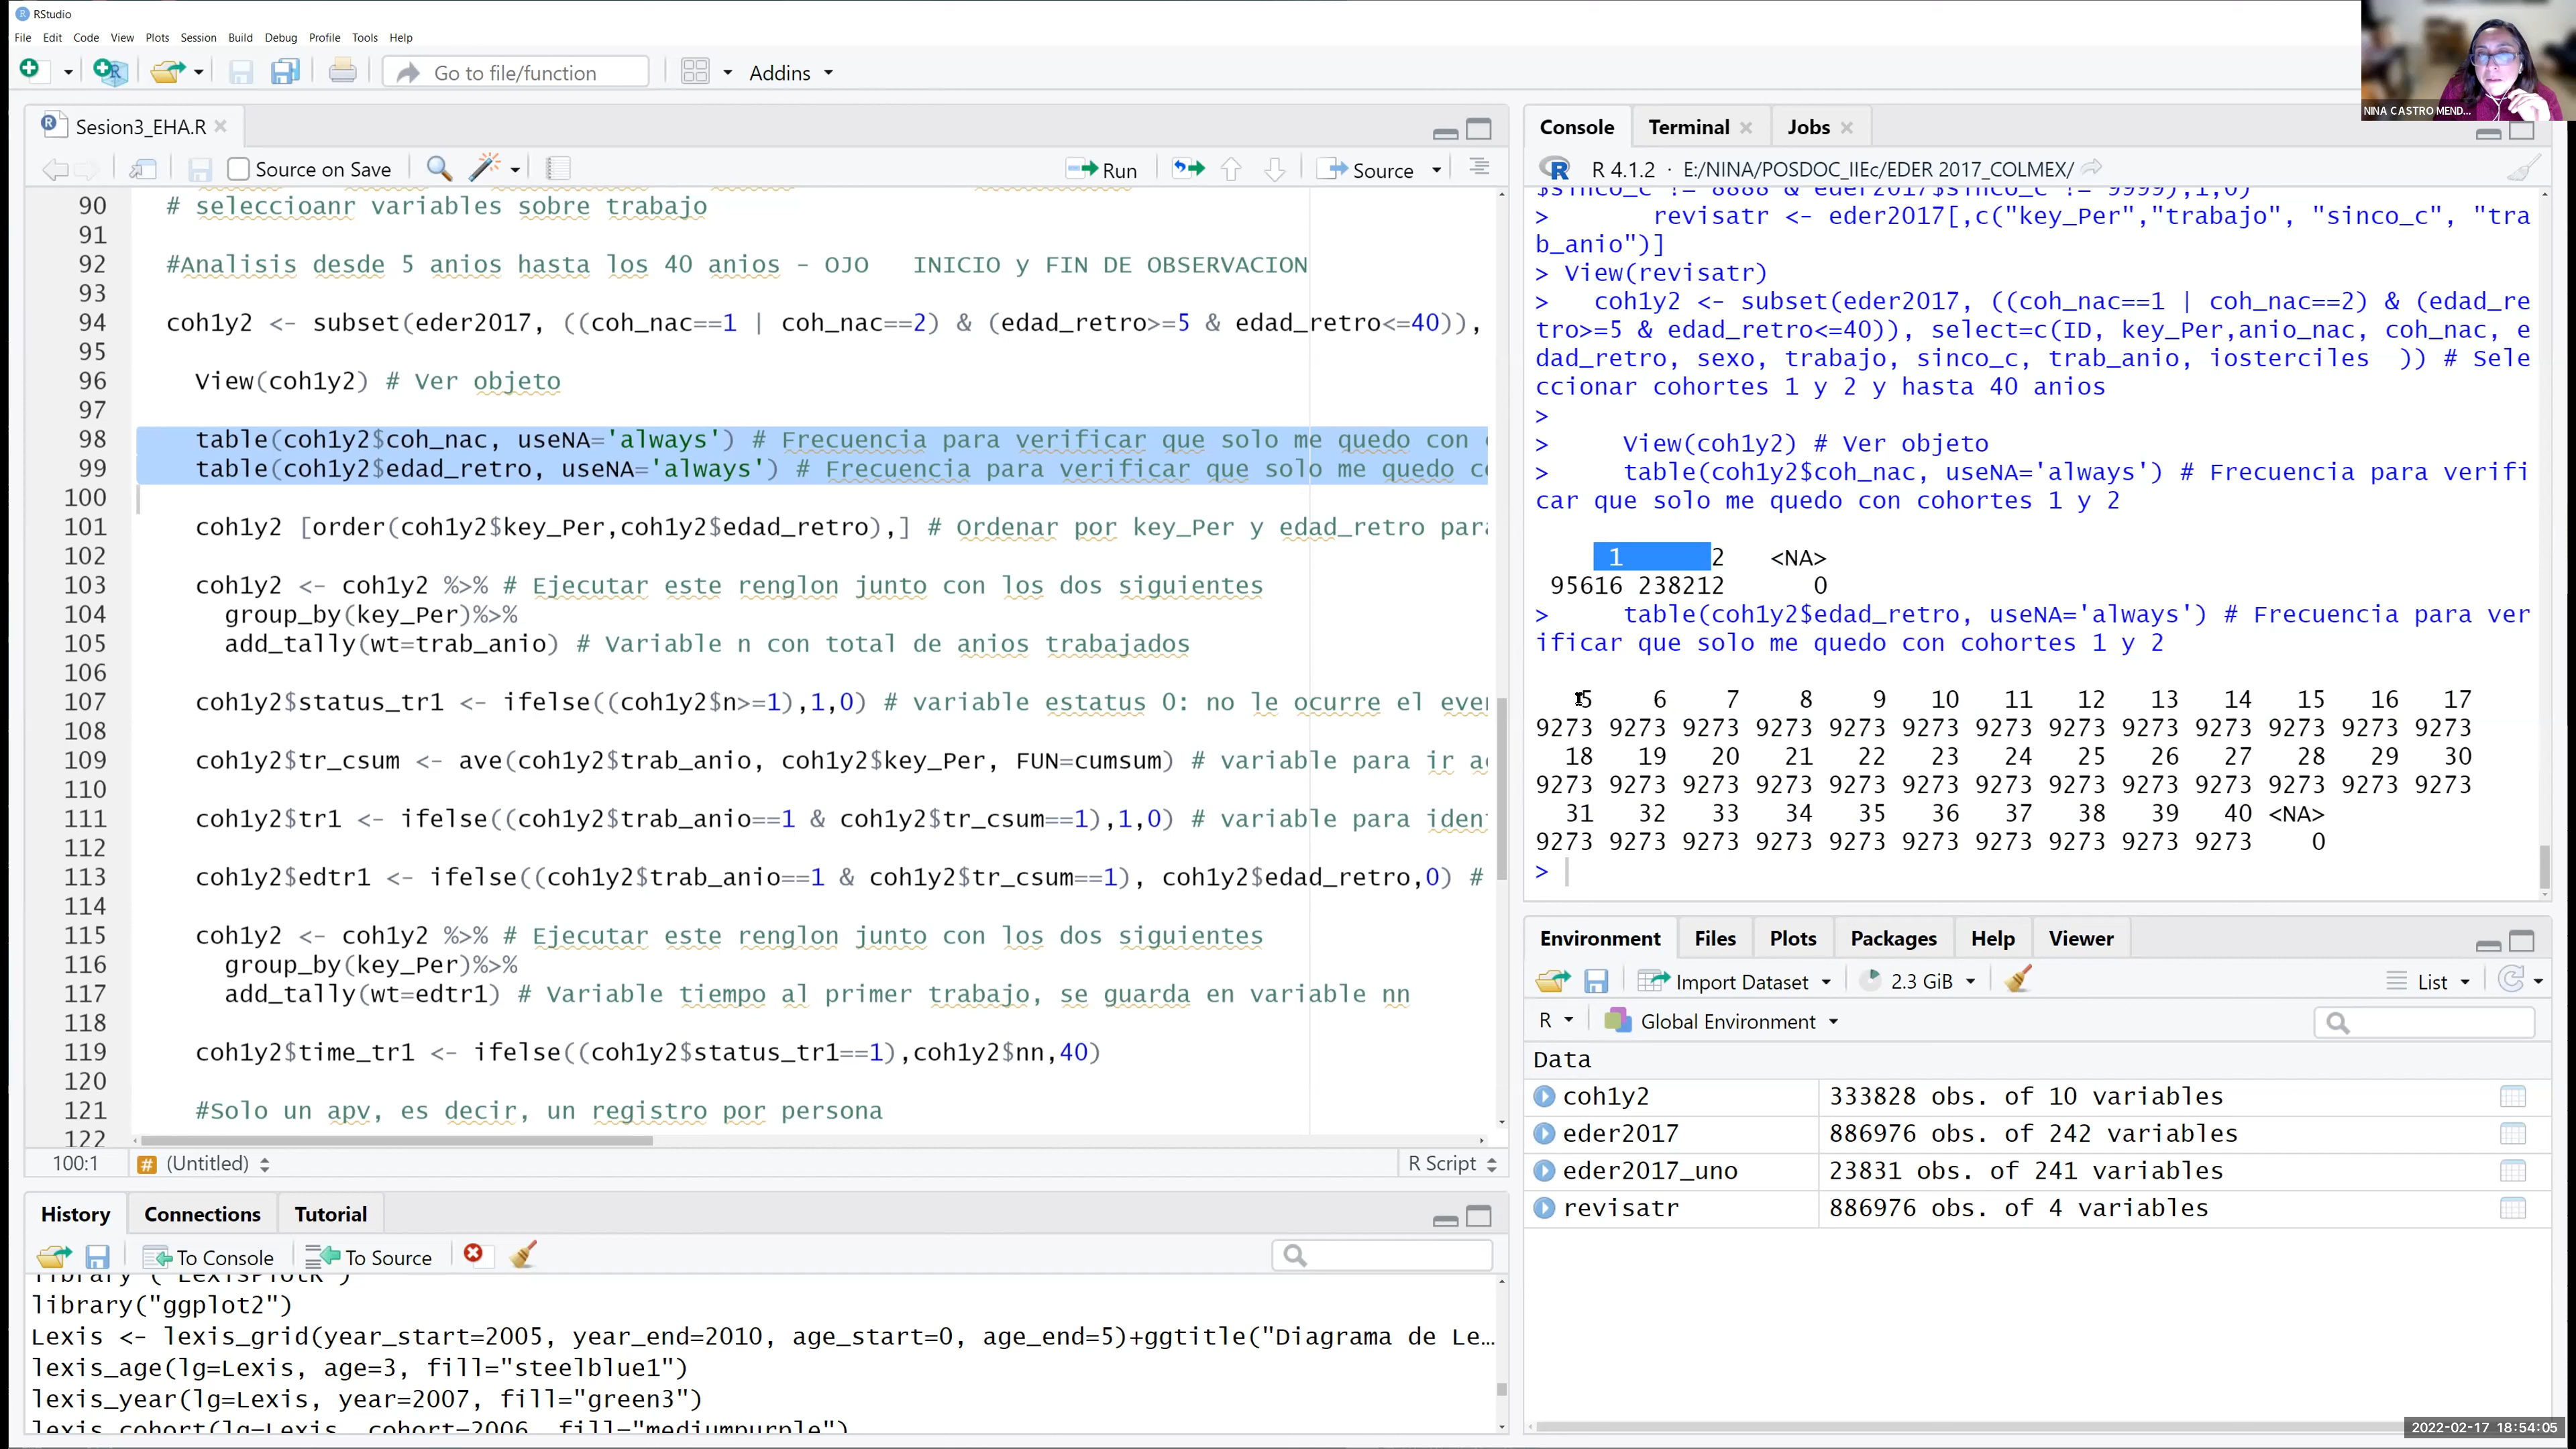 RStudio
File Edit Code View Plots Session Build Debug Profile Tools Help
Go to file/function
Addins
NINA CASTRO MEND...
Sesion3_EHA.R
Source on Save
Run
Source
90 # seleccioanr variables sobre trabajo
91
92 #Analisis desde 5 anios hasta los 40 anios - OJO   INICIO y FIN DE OBSERVACION
93
94 coh1y2 <- subset(eder2017, ((coh_nac==1 | coh_nac==2) & (edad_retro>=5 & edad_retro<=40)),
95
96 View(coh1y2) # Ver objeto
97
98 table(coh1y2$coh_nac, useNA='always') # Frecuencia para verificar que solo me quedo con
99 table(coh1y2$edad_retro, useNA='always') # Frecuencia para verificar que solo me quedo co
100
101 coh1y2 [order(coh1y2$key_Per,coh1y2$edad_retro),] # Ordenar por key_Per y edad_retro para
102
103 coh1y2 <- coh1y2 %>% # Ejecutar este renglon junto con los dos siguientes
104 group_by(key_Per)%>%
105 add_tally(wt=trab_anio) # Variable n con total de anios trabajados
106
107 coh1y2$status_tr1 <- ifelse((coh1y2$n>=1),1,0) # variable estatus 0: no le ocurre el even
108
109 coh1y2$tr_csum <- ave(coh1y2$trab_anio, coh1y2$key_Per, FUN=cumsum) # variable para ir a
110
111 coh1y2$tr1 <- ifelse((coh1y2$trab_anio==1 & coh1y2$tr_csum==1),1,0) # variable para iden
112
113 coh1y2$edtr1 <- ifelse((coh1y2$trab_anio==1 & coh1y2$tr_csum==1), coh1y2$edad_retro,0) #
114
115 coh1y2 <- coh1y2 %>% # Ejecutar este renglon junto con los dos siguientes
116 group_by(key_Per)%>%
117 add_tally(wt=edtr1) # Variable tiempo al primer trabajo, se guarda en variable nn
118
119 coh1y2$time_tr1 <- ifelse((coh1y2$status_tr1==1),coh1y2$nn,40)
120
121 #Solo un apv, es decir, un registro por persona
122
100:1 # (Untitled) R Script
History Connections Tutorial
To Console To Source
library ("LexisPlotR")
library("ggplot2")
Lexis <- lexis_grid(year_start=2005, year_end=2010, age_start=0, age_end=5)+ggtitle("Diagrama de Le...
lexis_age(lg=Lexis, age=3, fill="steelblue1")
lexis_year(lg=Lexis, year=2007, fill="green3")
lexis_cohort(lg=Lexis, cohort=2006, fill="mediumpurple")
Console Terminal Jobs
R 4.1.2 · E:/NINA/POSDOC_IIEc/EDER 2017_COLMEX/
$sinco_c != 8888 & eder2017$sinco_c != 9999),1,0)
> revisatr <- eder2017[,c("key_Per","trabajo", "sinco_c", "tra
b_anio")]
> View(revisatr)
> coh1y2 <- subset(eder2017, ((coh_nac==1 | coh_nac==2) & (edad_re
tro>=5 & edad_retro<=40)), select=c(ID, key_Per,anio_nac, coh_nac, e
dad_retro, sexo, trabajo, sinco_c, trab_anio, iosterciles  )) # Sele
ccionar cohortes 1 y 2 y hasta 40 anios
>
> View(coh1y2) # Ver objeto
> table(coh1y2$coh_nac, useNA='always') # Frecuencia para verifi
car que solo me quedo con cohortes 1 y 2
1 2 <NA>
95616 238212 0
> table(coh1y2$edad_retro, useNA='always') # Frecuencia para ver
ificar que solo me quedo con cohortes 1 y 2
5 6 7 8 9 10 11 12 13 14 15 16 17
9273 9273 9273 9273 9273 9273 9273 9273 9273 9273 9273 9273 9273
18 19 20 21 22 23 24 25 26 27 28 29 30
9273 9273 9273 9273 9273 9273 9273 9273 9273 9273 9273 9273 9273
31 32 33 34 35 36 37 38 39 40 <NA>
9273 9273 9273 9273 9273 9273 9273 9273 9273 9273 0
>
Environment Files Plots Packages Help Viewer
Import Dataset 2.3 GiB List
R Global Environment
Data
coh1y2 333828 obs. of 10 variables
eder2017 886976 obs. of 242 variables
eder2017_uno 23831 obs. of 241 variables
revisatr 886976 obs. of 4 variables
2022-02-17 18:54:05